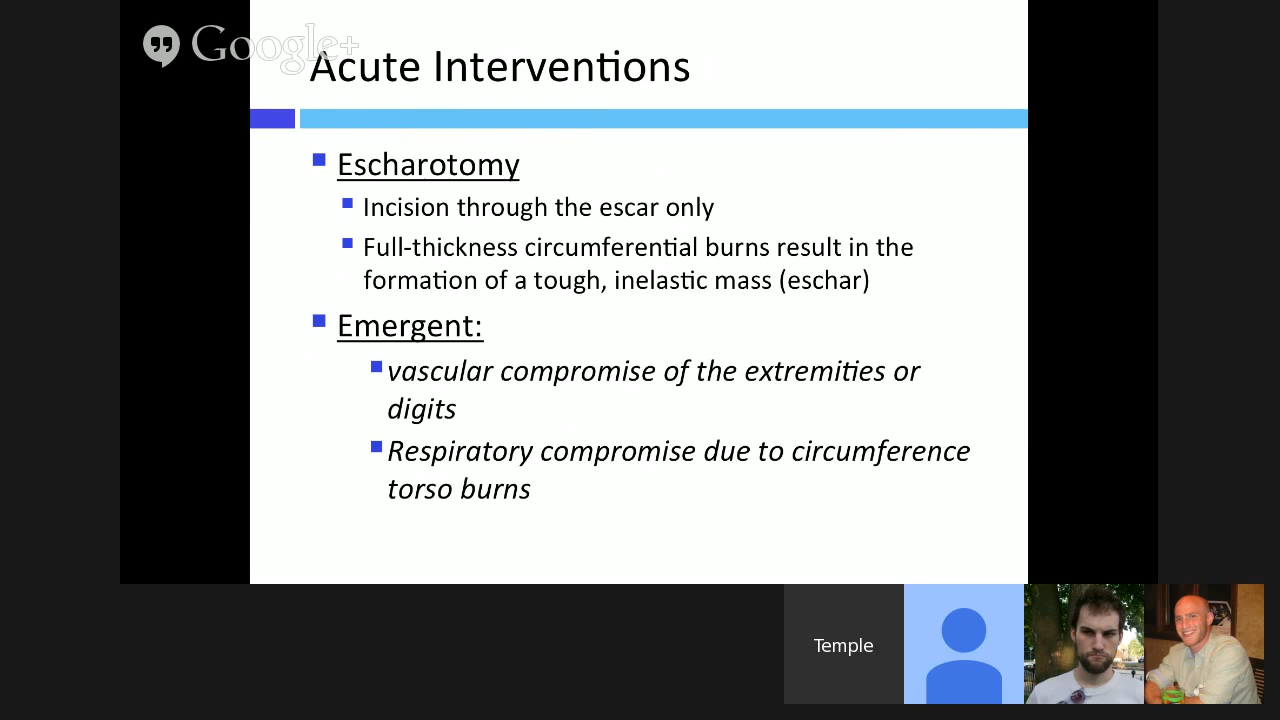 Google+
Acute Interventions
Escharotomy
Incision through the escar only
Full-thickness circumferential burns result in the
formation of a tough, inelastic mass (eschar)
Emergent:
vascular compromise of the extremities or
digits
Respiratory compromise due to circumference
torso burns
Temple